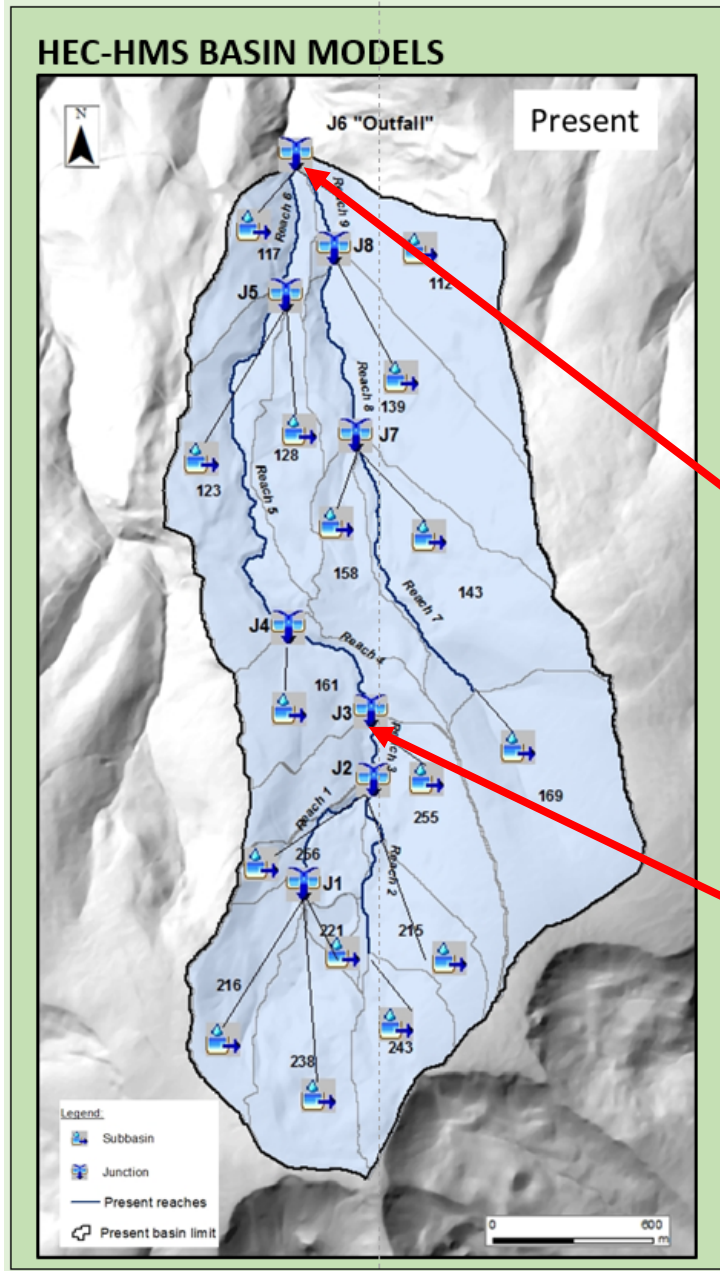 HEC-HMS BASIN MODELS
N
J6 "Outfall"
Present
Reach 6
Reach 9
117
J8
112
J5
Reach 8
139
J7
128
123
Reach 5
158
143
Reach 7
J4
Reach 4
161
J3
Reach 3
J2
169
255
Reach 1
256
Reach 2
J1
221
215
216
243
238
Legend:
Subbasin
Junction
Present reaches
Present basin limit
0 600
m